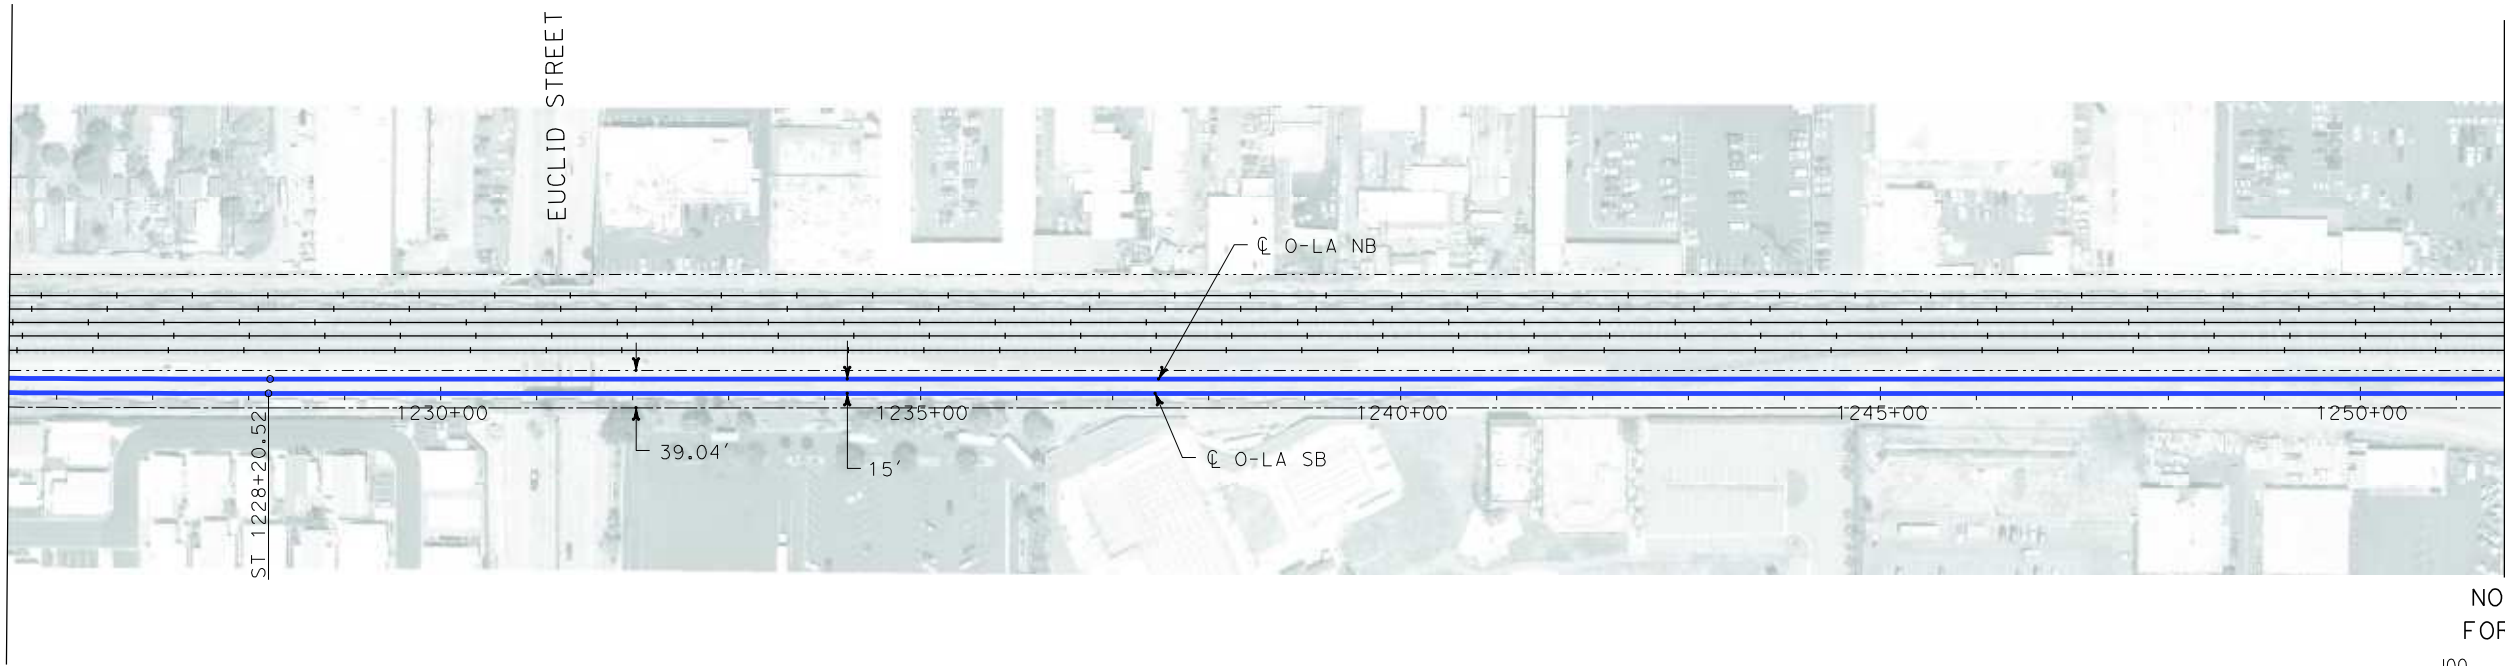 EUCLID STREET
℄ O-LA NB
1230+00
1235+00
1240+00
1245+00
1250+00
ST 1228+20.52
39.04'
15'
℄ O-LA SB
NO
FOR